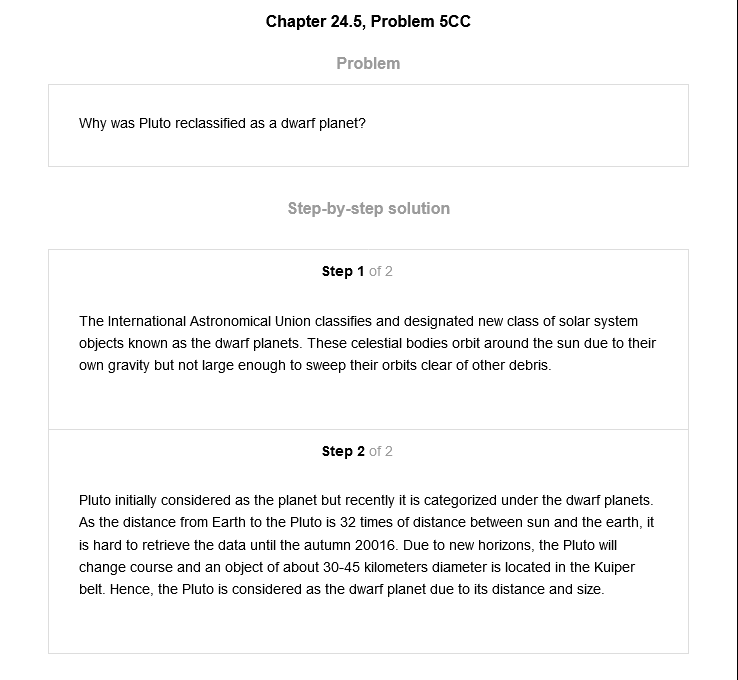 Chapter 24.5, Problem 5CC
Problem
Why was Pluto reclassified as a dwarf planet?
Step-by-step solution
Step 1 of 2
The International Astronomical Union classifies and designated new class of solar system
objects known as the dwarf planets. These celestial bodies orbit around the sun due to their
own gravity but not large enough to sweep their orbits clear of other debris.
Step 2 of 2
Pluto initially considered as the planet but recently it is categorized under the dwarf planets.
As the distance from Earth to the Pluto is 32 times of distance between sun and the earth, it
is hard to retrieve the data until the autumn 20016. Due to new horizons, the Pluto will
change course and an object of about 30-45 kilometers diameter is located in the Kuiper
belt. Hence, the Pluto is considered as the dwarf planet due to its distance and size.